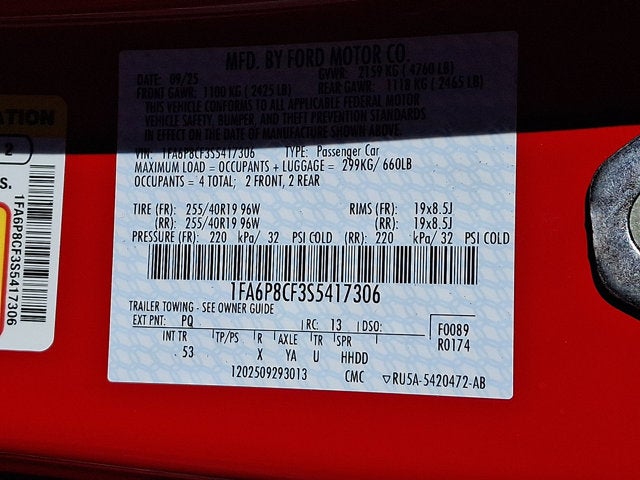 MFD. BY FORD MOTOR CO.
DATE: 09/25 GVWR: 2159 KG ( 4760 LB)
FRONT GAWR: 1100 KG ( 2425 LB) REAR GAWR: 1118 KG ( 2465 LB)
THIS VEHICLE CONFORMS TO ALL APPLICABLE FEDERAL MOTOR
VEHICLE SAFETY, BUMPER, AND THEFT PREVENTION STANDARDS
IN EFFECT ON THE DATE OF MANUFACTURE SHOWN ABOVE.
VIN: 1FA6P8CF3S5417306 TYPE: Passenger Car
MAXIMUM LOAD = OCCUPANTS + LUGGAGE = 299KG/ 660LB
OCCUPANTS = 4 TOTAL; 2 FRONT, 2 REAR
TIRE (FR): 255/40R19 96W RIMS (FR): 19x8.5J
(RR): 255/40R19 96W (RR): 19x8.5J
PRESSURE (FR): 220 kPa/ 32 PSI COLD (RR): 220 kPa/ 32 PSI COLD
1FA6P8CF3S5417306
TRAILER TOWING - SEE OWNER GUIDE
EXT PNT: PQ RC: 13 DSO: F0089
R0174
INT TR TP/PS R AXLE TR SPR
53 X YA U HHDD
1202509293013 CMC ▽RU5A-5420472-AB
ATION
2
S.
1FA6P8CF3S5417306